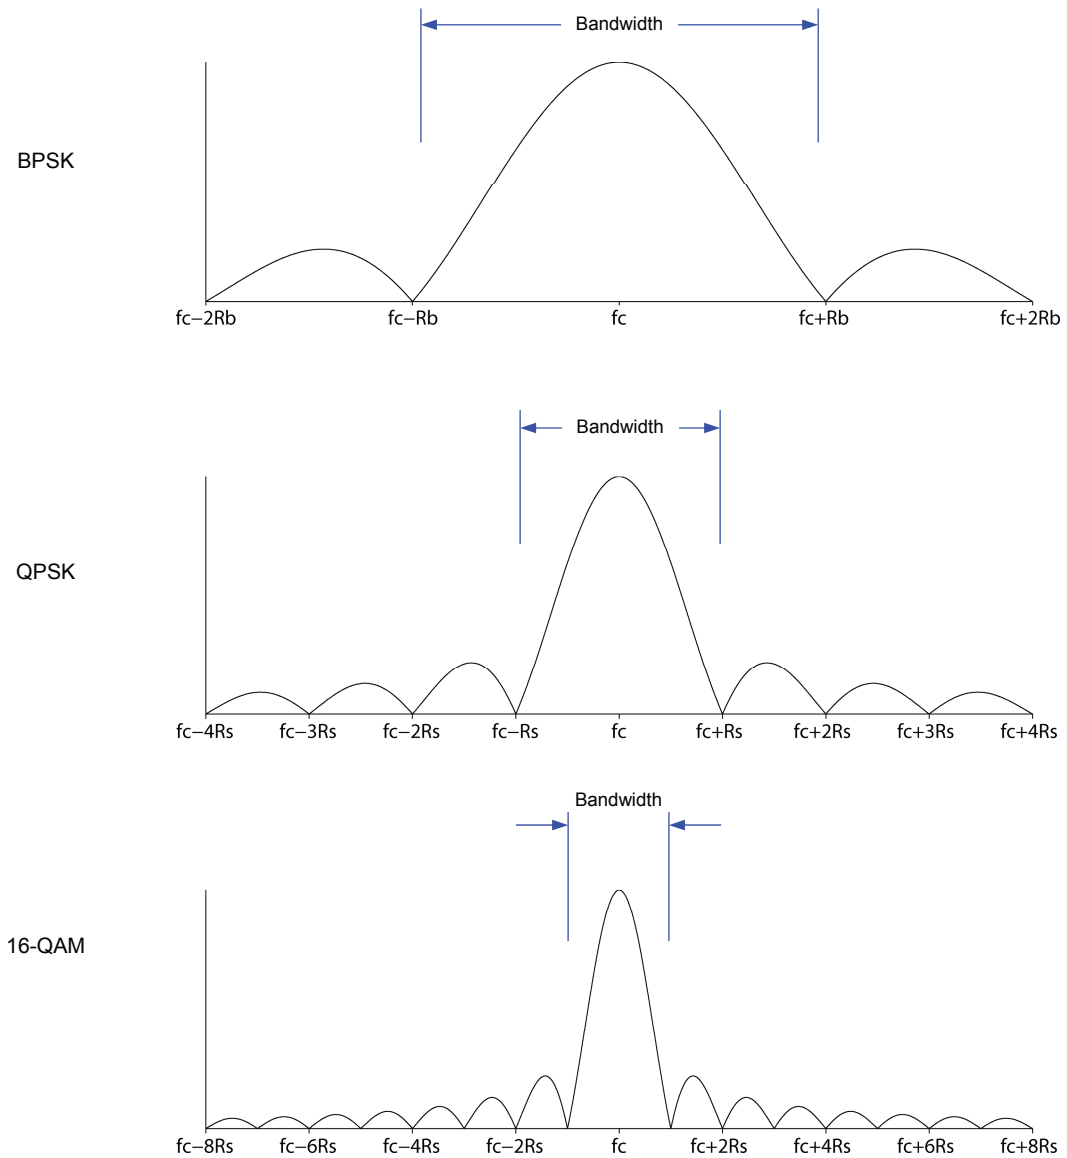 Bandwidth
BPSK
fc−2Rb fc−Rb fc fc+Rb fc+2Rb
Bandwidth
QPSK
fc−4Rs fc−3Rs fc−2Rs fc−Rs fc fc+Rs fc+2Rs fc+3Rs fc+4Rs
Bandwidth
16-QAM
fc−8Rs fc−6Rs fc−4Rs fc−2Rs fc fc+2Rs fc+4Rs fc+6Rs fc+8Rs